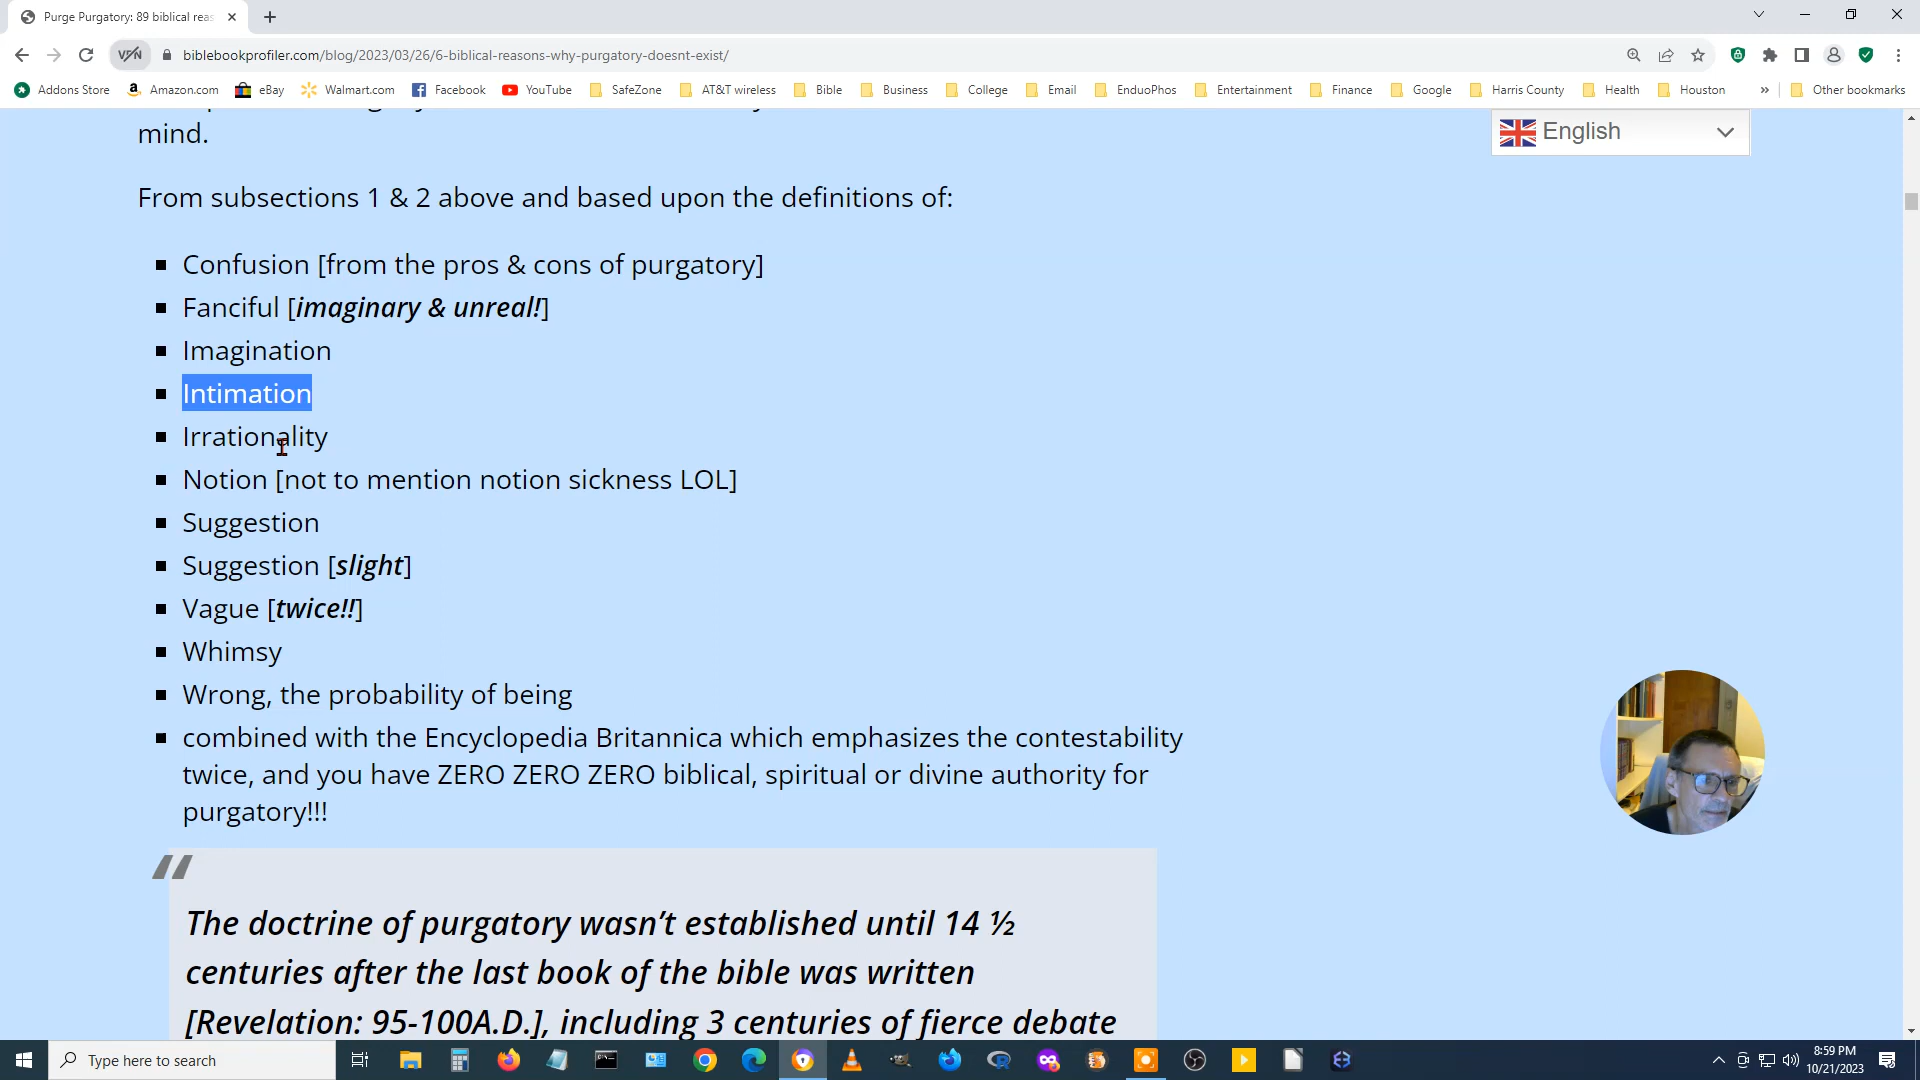 Purge Purgatory: 89 biblical reas
biblebookprofiler.com/blog/2023/03/26/6-biblical-reasons-why-purgatory-doesnt-exist/
VPN
Addons Store Amazon.com eBay Walmart.com Facebook YouTube SafeZone AT&T wireless Bible Business College Email EnduoPhos Entertainment Finance Google Harris County Health Houston » Other bookmarks
mind.
English
From subsections 1 & 2 above and based upon the definitions of:
Confusion [from the pros & cons of purgatory]
Fanciful [imaginary & unreal!]
Imagination
Intimation
Irrationality
Notion [not to mention notion sickness LOL]
Suggestion
Suggestion [slight]
Vague [twice!!]
Whimsy
Wrong, the probability of being
combined with the Encyclopedia Britannica which emphasizes the contestability
twice, and you have ZERO ZERO ZERO biblical, spiritual or divine authority for
purgatory!!!
The doctrine of purgatory wasn’t established until 14 ½
centuries after the last book of the bible was written
[Revelation: 95-100A.D.], including 3 centuries of fierce debate
Type here to search
8:59 PM
10/21/2023